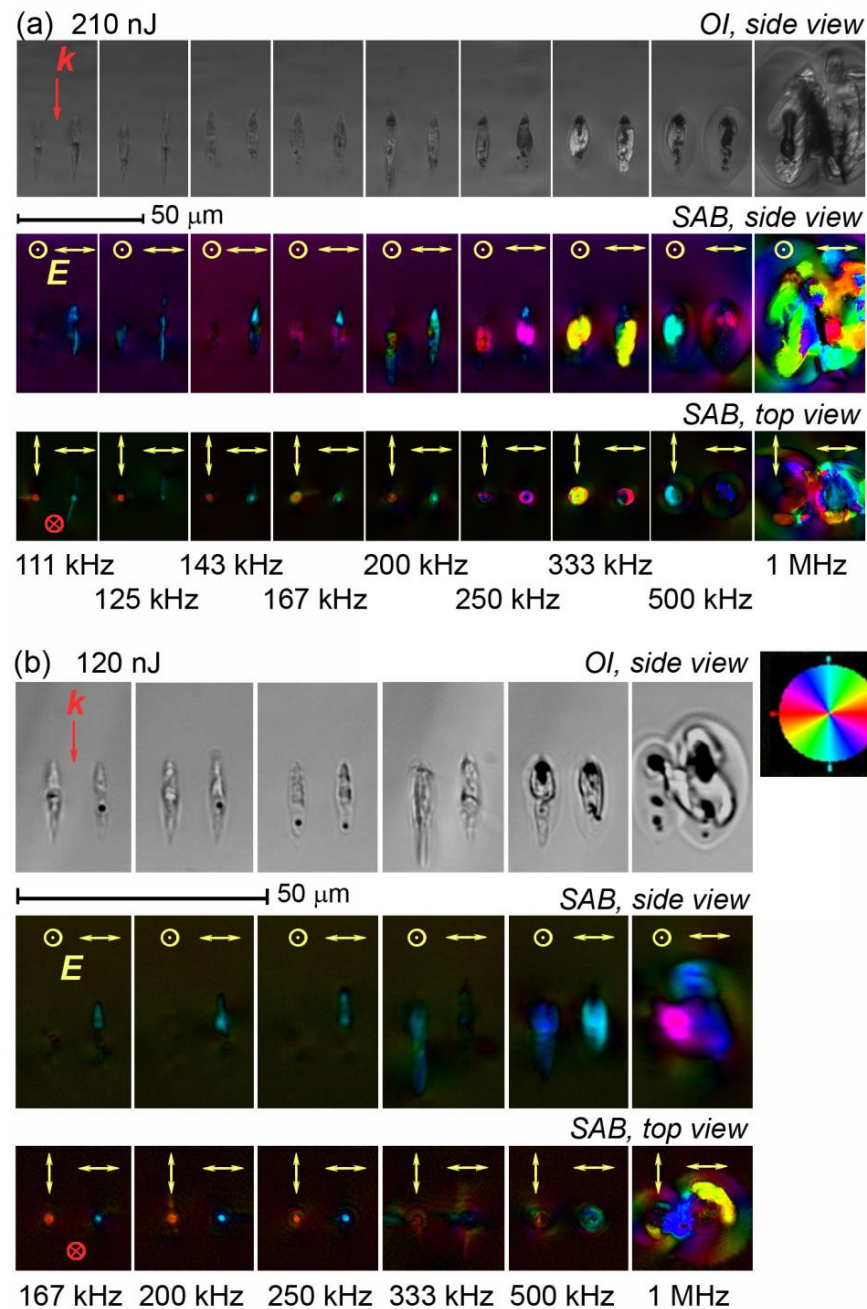 (a) 210 nJ OI, side view
k
50 μm SAB, side view
E
SAB, top view
111 kHz 143 kHz 200 kHz 333 kHz 1 MHz
125 kHz 167 kHz 250 kHz 500 kHz
(b) 120 nJ OI, side view
k
50 μm SAB, side view
E
SAB, top view
167 kHz 200 kHz 250 kHz 333 kHz 500 kHz 1 MHz